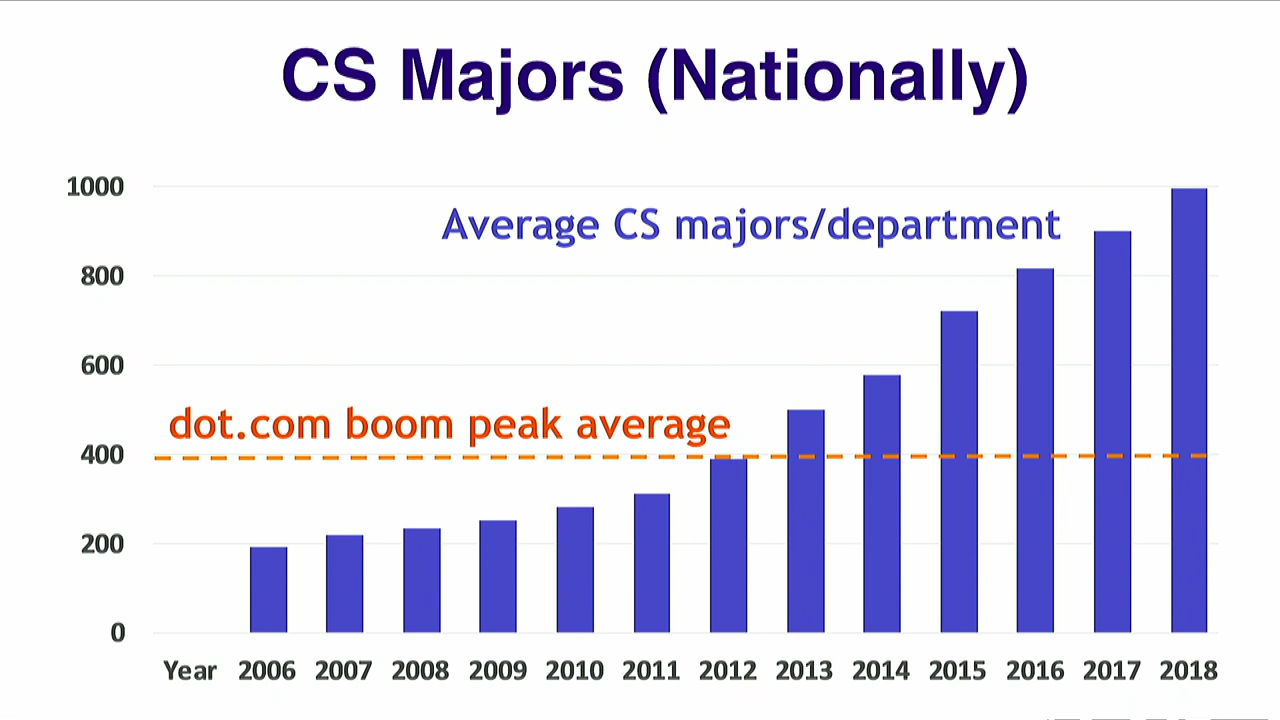 CS Majors (Nationally)
1000
Average CS majors/department
800
600
dot.com boom peak average
400
200
0
Year 2006 2007 2008 2009 2010 2011 2012 2013 2014 2015 2016 2017 2018